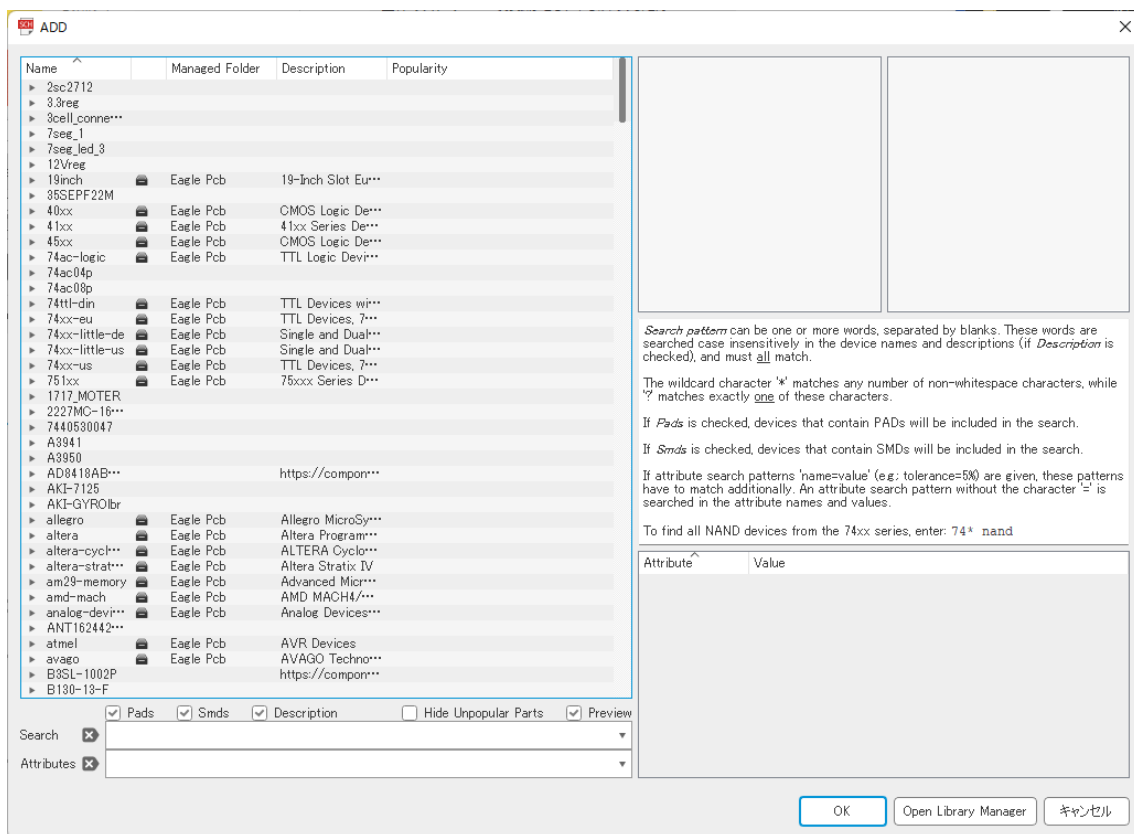 ADD
Name Managed Folder Description Popularity
2sc2712
3.3reg
3cell_conne…
7seg_1
7seg_led_3
12Vreg
19inch Eagle Pcb 19-Inch Slot Eu…
35SEPF22M
40xx Eagle Pcb CMOS Logic De…
41xx Eagle Pcb 41xx Series De…
45xx Eagle Pcb CMOS Logic De…
74ac-logic Eagle Pcb TTL Logic Devi…
74ac04p
74ac08p
74ttl-din Eagle Pcb TTL Devices wi…
74xx-eu Eagle Pcb TTL Devices, 7…
74xx-little-de Eagle Pcb Single and Dual…
74xx-little-us Eagle Pcb Single and Dual…
74xx-us Eagle Pcb TTL Devices, 7…
751xx Eagle Pcb 75xxx Series D…
1717_MOTER
2227MC-16…
7440530047
A3941
A3950
AD8418AB… https://compon…
AKI-7125
AKI-GYROlbr
allegro Eagle Pcb Allegro MicroSy…
altera Eagle Pcb Altera Program…
altera-cycl… Eagle Pcb ALTERA Cyclo…
altera-strat… Eagle Pcb Altera Stratix IV
am29-memory Eagle Pcb Advanced Micr…
amd-mach Eagle Pcb AMD MACH4/…
analog-devi… Eagle Pcb Analog Devices…
ANT162442…
atmel Eagle Pcb AVR Devices
avago Eagle Pcb AVAGO Techno…
B3SL-1002P https://compon…
B130-13-F
Pads Smds Description Hide Unpopular Parts Preview
Search
Attributes
Search pattern can be one or more words, separated by blanks. These words are
searched case insensitively in the device names and descriptions (if Description is
checked), and must all match.
The wildcard character '*' matches any number of non-whitespace characters, while
'?' matches exactly one of these characters.
If Pads is checked, devices that contain PADs will be included in the search.
If Smds is checked, devices that contain SMDs will be included in the search.
If attribute search patterns 'name=value' (e.g.: tolerance=5%) are given, these patterns
have to match additionally. An attribute search pattern without the character '=' is
searched in the attribute names and values.
To find all NAND devices from the 74xx series, enter: 74* nand
Attribute Value
OK Open Library Manager キャンセル